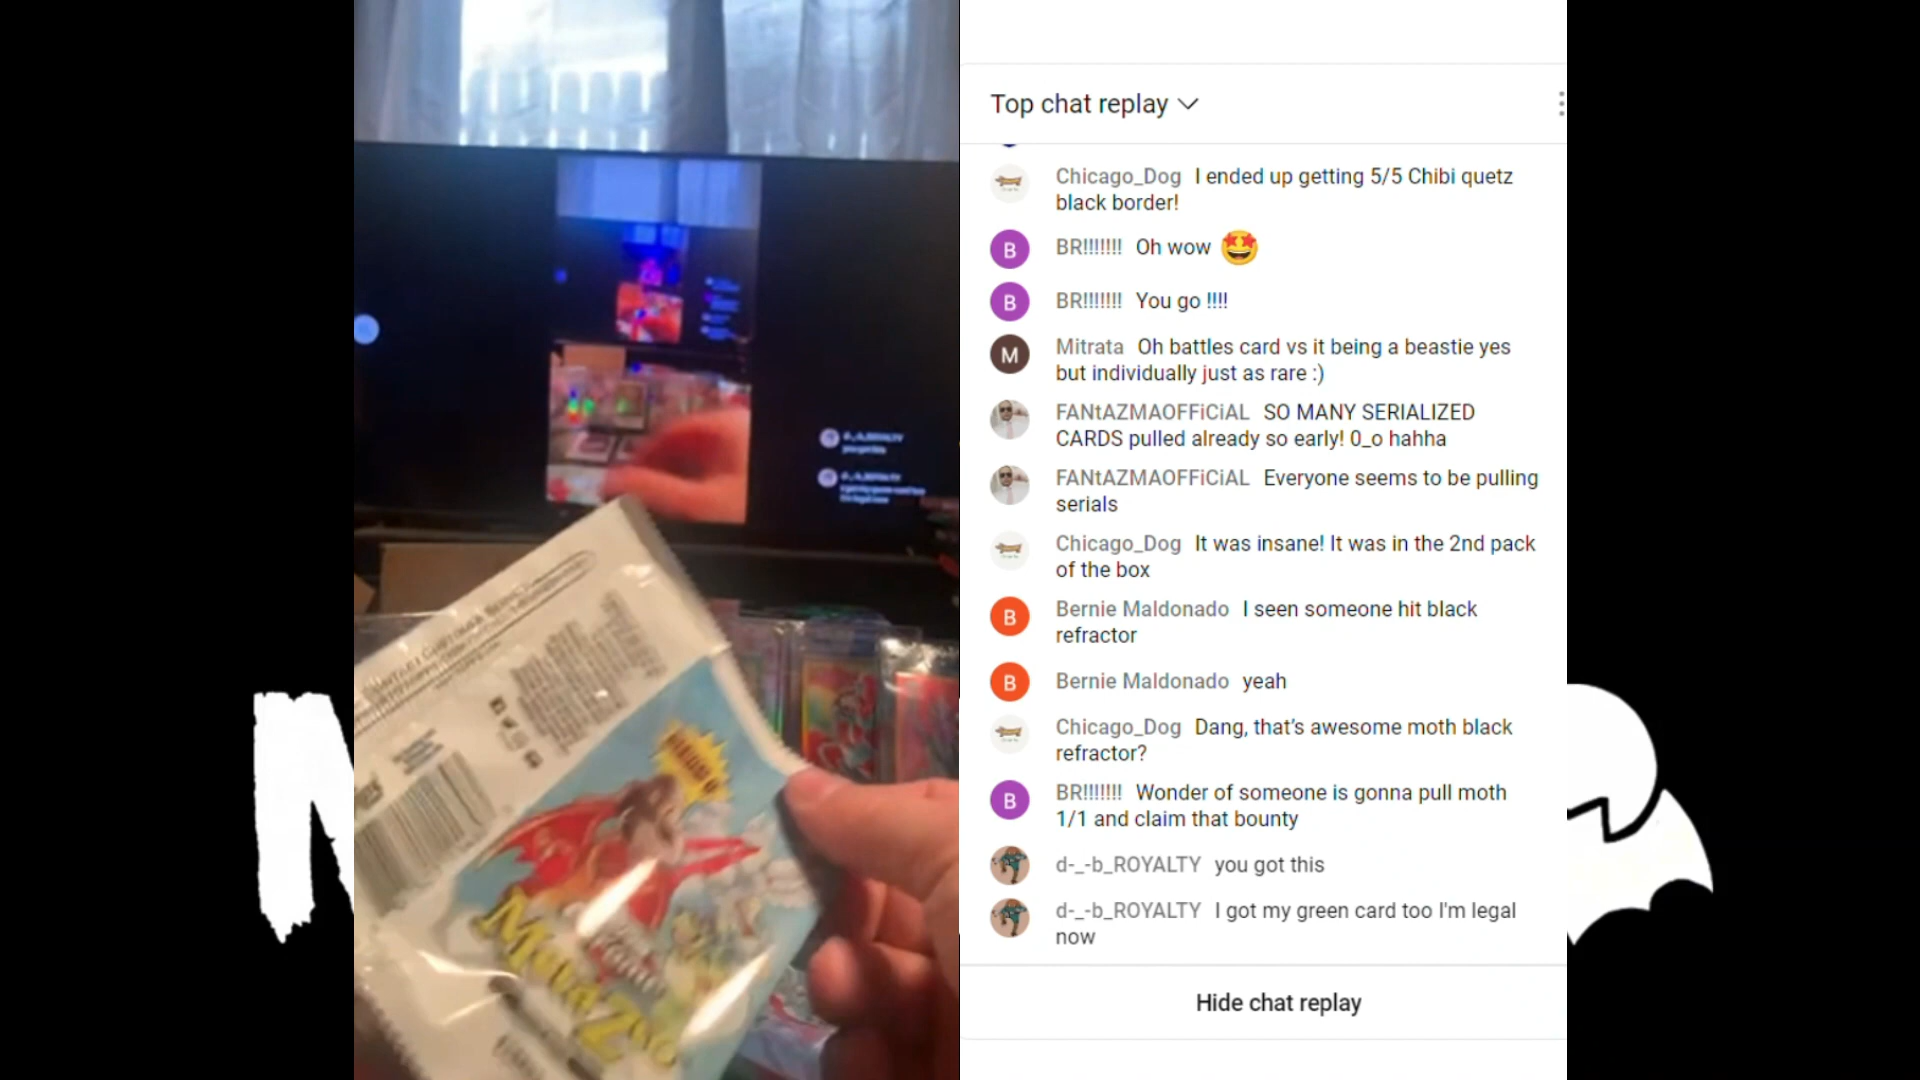 Top chat replay
Chicago_Dog I ended up getting 5/5 Chibi quetz
black border!
BR!!!!!!! Oh wow 🤩
BR!!!!!!! You go !!!!
Mitrata Oh battles card vs it being a beastie yes
but individually just as rare :)
FANtAZMAOFFiCiAL SO MANY SERIALIZED
CARDS pulled already so early! 0_o hahha
FANtAZMAOFFiCiAL Everyone seems to be pulling
serials
Chicago_Dog It was insane! It was in the 2nd pack
of the box
Bernie Maldonado I seen someone hit black
refractor
Bernie Maldonado yeah
Chicago_Dog Dang, that's awesome moth black
refractor?
BR!!!!!!! Wonder of someone is gonna pull moth
1/1 and claim that bounty
d-_-b_ROYALTY you got this
d-_-b_ROYALTY I got my green card too I'm legal
now
Hide chat replay
B
B
M
B
B
B
MetaZoo